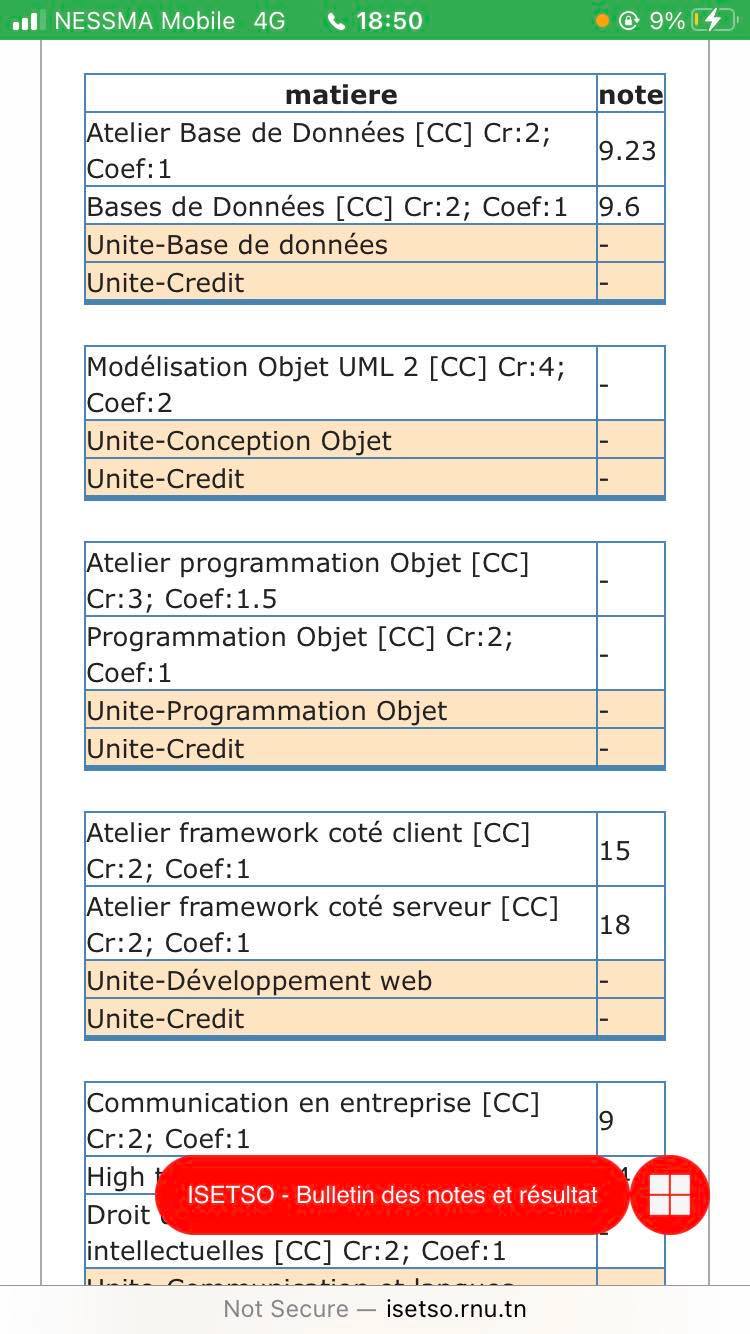 NESSMA Mobile 4G 18:50 9%
matiere note
Atelier Base de Données [CC] Cr:2;
Coef:1
9.23
Bases de Données [CC] Cr:2; Coef:1 9.6
Unite-Base de données -
Unite-Credit -
Modélisation Objet UML 2 [CC] Cr:4;
Coef:2
-
Unite-Conception Objet -
Unite-Credit -
Atelier programmation Objet [CC]
Cr:3; Coef:1.5
-
Programmation Objet [CC] Cr:2;
Coef:1
-
Unite-Programmation Objet -
Unite-Credit -
Atelier framework coté client [CC]
Cr:2; Coef:1
15
Atelier framework coté serveur [CC]
Cr:2; Coef:1
18
Unite-Développement web -
Unite-Credit -
Communication en entreprise [CC]
Cr:2; Coef:1
9
High
ISETSO - Bulletin des notes et résultat
Droit
intellectuelles [CC] Cr:2; Coef:1
-
Unite-Communication et langues
Not Secure — isetso.rnu.tn